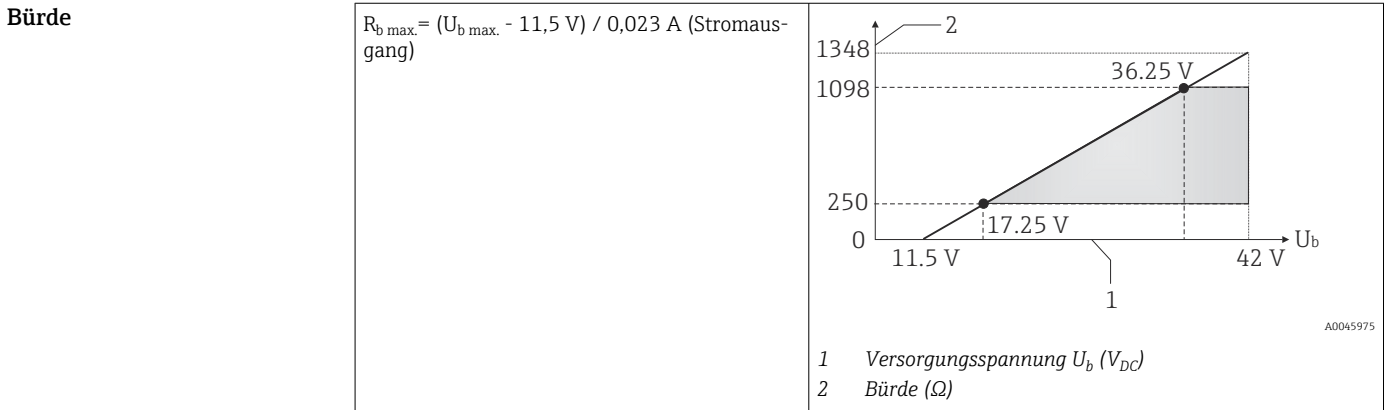 Bürde
R_b max.= (U_b max. - 11,5 V) / 0,023 A (Stromaus-
gang)
2
1348
36.25 V
1098
250
17.25 V
0
U_b
11.5 V
42 V
1
A0045975
1 Versorgungsspannung U_b (V_DC)
2 Bürde (Ω)